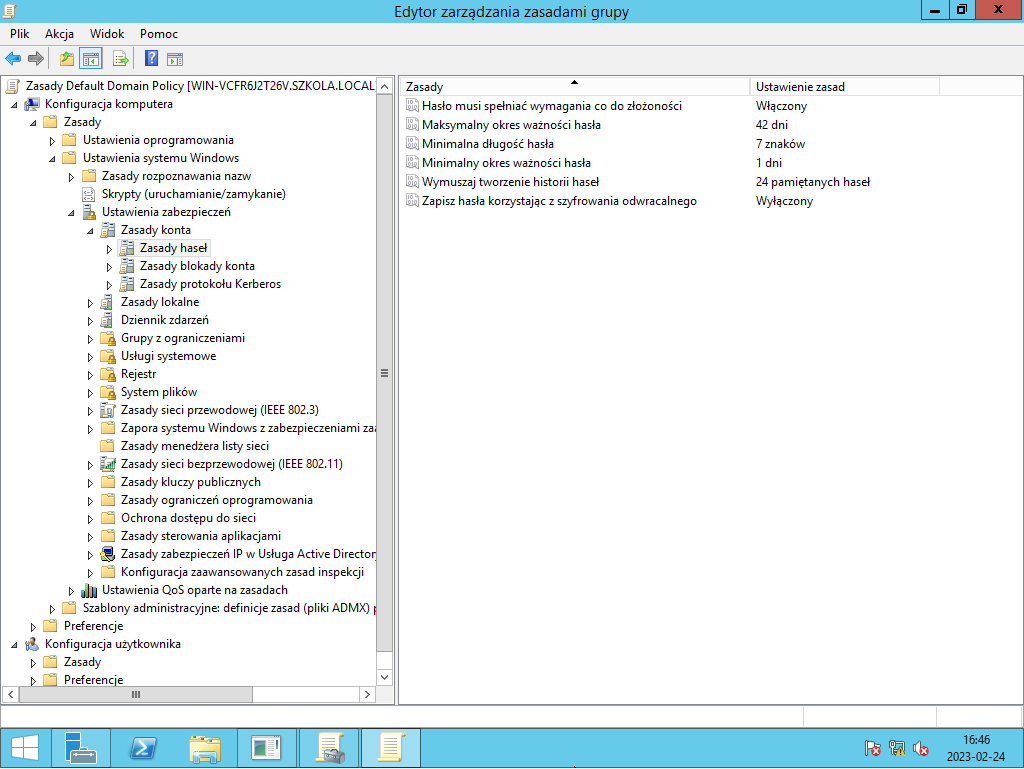 Edytor zarządzania zasadami grupy
Plik Akcja Widok Pomoc
Zasady Default Domain Policy [WIN-VCFR6J2T26V.SZKOLA.LOCAL
Konfiguracja komputera
Zasady
Ustawienia oprogramowania
Ustawienia systemu Windows
Zasady rozpoznawania nazw
Skrypty (uruchamianie/zamykanie)
Ustawienia zabezpieczeń
Zasady konta
Zasady haseł
Zasady blokady konta
Zasady protokołu Kerberos
Zasady lokalne
Dziennik zdarzeń
Grupy z ograniczeniami
Usługi systemowe
Rejestr
System plików
Zasady sieci przewodowej (IEEE 802.3)
Zapora systemu Windows z zabezpieczeniami zaa
Zasady menedżera listy sieci
Zasady sieci bezprzewodowej (IEEE 802.11)
Zasady kluczy publicznych
Zasady ograniczeń oprogramowania
Ochrona dostępu do sieci
Zasady sterowania aplikacjami
Zasady zabezpieczeń IP w Usługa Active Directory
Konfiguracja zaawansowanych zasad inspekcji
Ustawienia QoS oparte na zasadach
Szablony administracyjne: definicje zasad (pliki ADMX) p
Preferencje
Konfiguracja użytkownika
Zasady
Preferencje
Zasady Ustawienie zasad
Hasło musi spełniać wymagania co do złożoności Włączony
Maksymalny okres ważności hasła 42 dni
Minimalna długość hasła 7 znaków
Minimalny okres ważności hasła 1 dni
Wymuszaj tworzenie historii haseł 24 pamiętanych haseł
Zapisz hasła korzystając z szyfrowania odwracalnego Wyłączony
16:46
2023-02-24